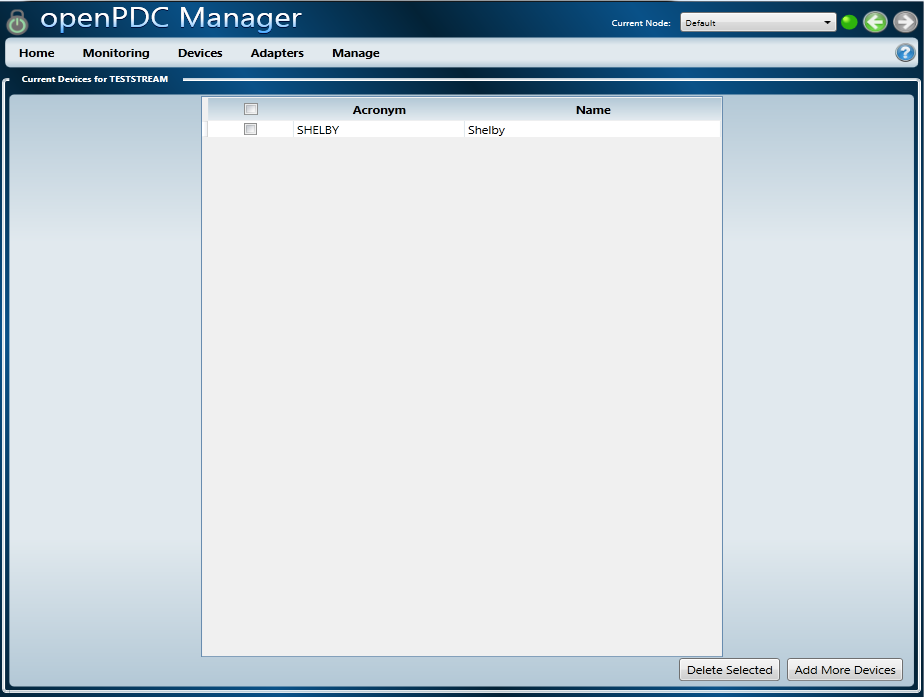 openPDC Manager
Current Node: Default
Home Monitoring Devices Adapters Manage
?
Current Devices for TESTSTREAM
Acronym Name
SHELBY Shelby
Delete Selected Add More Devices